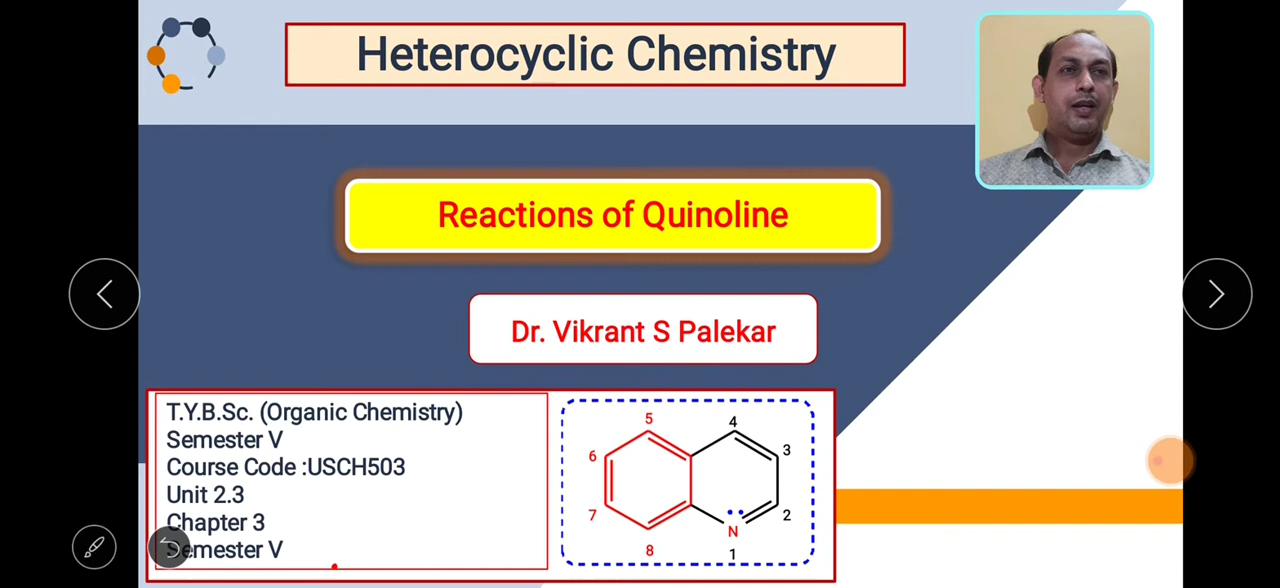 Heterocyclic Chemistry
Reactions of Quinoline
Dr. Vikrant S Palekar
T.Y.B.Sc. (Organic Chemistry)
Semester V
Course Code :USCH503
Unit 2.3
Chapter 3
Semester V
5
4
6
3
7
2
N
8
1